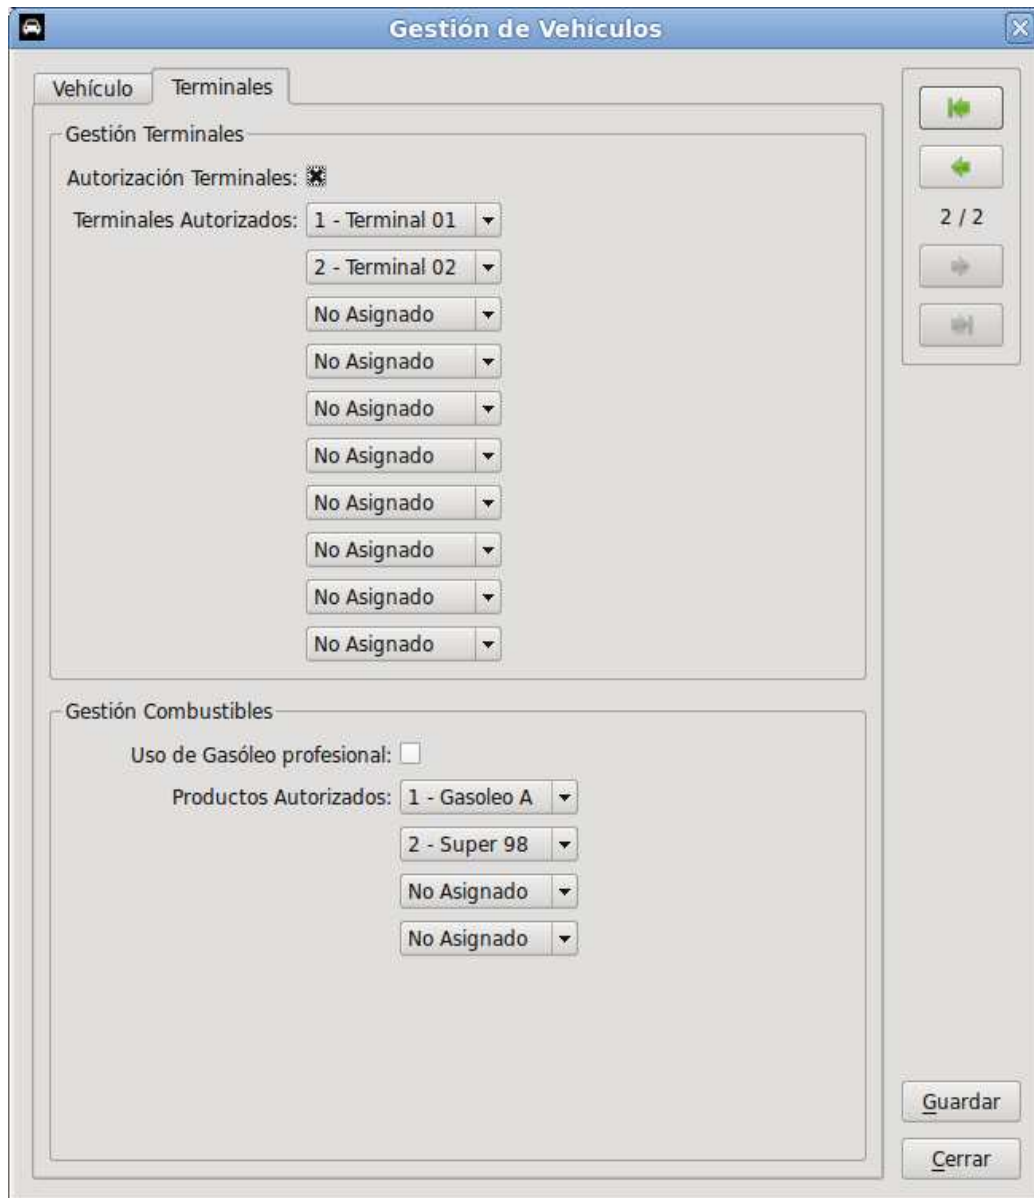 Gestión de Vehículos
Vehículo Terminales
Gestión Terminales
Autorización Terminales:
Terminales Autorizados: 1 - Terminal 01
2 - Terminal 02
No Asignado
No Asignado
No Asignado
No Asignado
No Asignado
No Asignado
No Asignado
No Asignado
Gestión Combustibles
Uso de Gasóleo profesional:
Productos Autorizados: 1 - Gasoleo A
2 - Super 98
No Asignado
No Asignado
2 / 2
Guardar
Cerrar